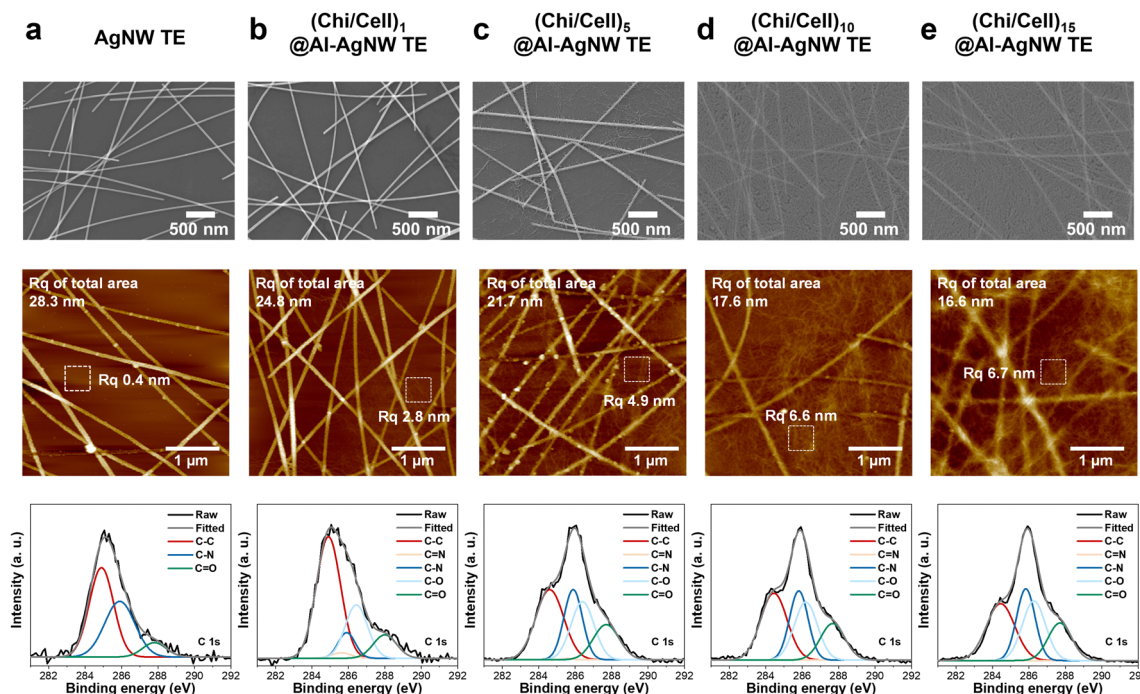 a
AgNW TE
b
(Chi/Cell)1
@Al-AgNW TE
c
(Chi/Cell)5
@Al-AgNW TE
d
(Chi/Cell)10
@Al-AgNW TE
e
(Chi/Cell)15
@Al-AgNW TE
500 nm
500 nm
500 nm
500 nm
500 nm
Rq of total area
28.3 nm
Rq 0.4 nm
1 µm
Rq of total area
24.8 nm
Rq 2.8 nm
1 µm
Rq of total area
21.7 nm
Rq 4.9 nm
1 µm
Rq of total area
17.6 nm
Rq 6.6 nm
1 µm
Rq of total area
16.6 nm
Rq 6.7 nm
1 µm
Intensity (a. u.)
Raw
Fitted
C-C
C-N
C=O
C 1s
282 284 286 288 290 292
Binding energy (eV)
Intensity (a. u.)
Raw
Fitted
C-C
C=N
C-N
C-O
C=O
C 1s
282 284 286 288 290 292
Binding energy (eV)
Intensity (a. u.)
Raw
Fitted
C-C
C=N
C-N
C-O
C=O
C 1s
282 284 286 288 290 292
Binding energy (eV)
Intensity (a. u.)
Raw
Fitted
C-C
C=N
C-N
C-O
C=O
C 1s
282 284 286 288 290 292
Binding energy (eV)
Intensity (a. u.)
Raw
Fitted
C-C
C=N
C-N
C-O
C=O
C 1s
282 284 286 288 290 29
Binding energy (eV)